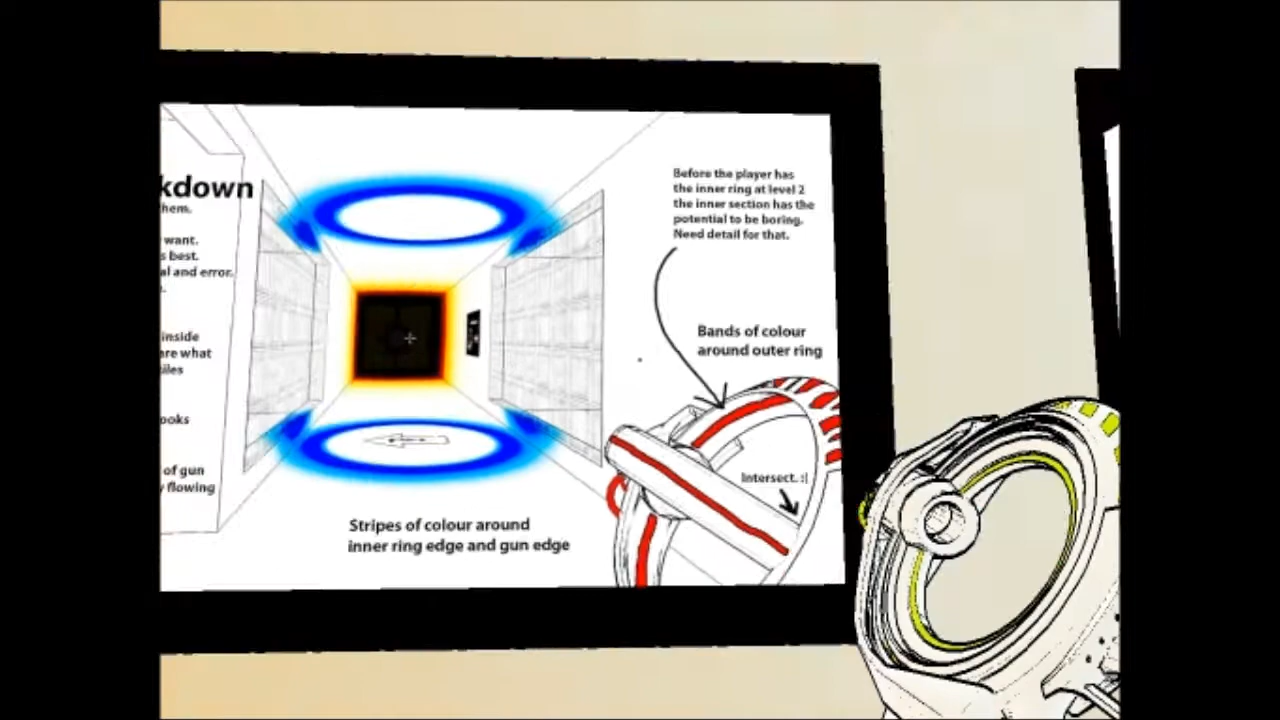 kdown
them.
want.
s best.
al and error.
inside
are what
tiles
ooks
of gun
y flowing
Before the player has
the inner ring at level 2
the inner section has the
potential to be boring.
Need detail for that.
Bands of colour
around outer ring
Intersect. :|
Stripes of colour around
inner ring edge and gun edge